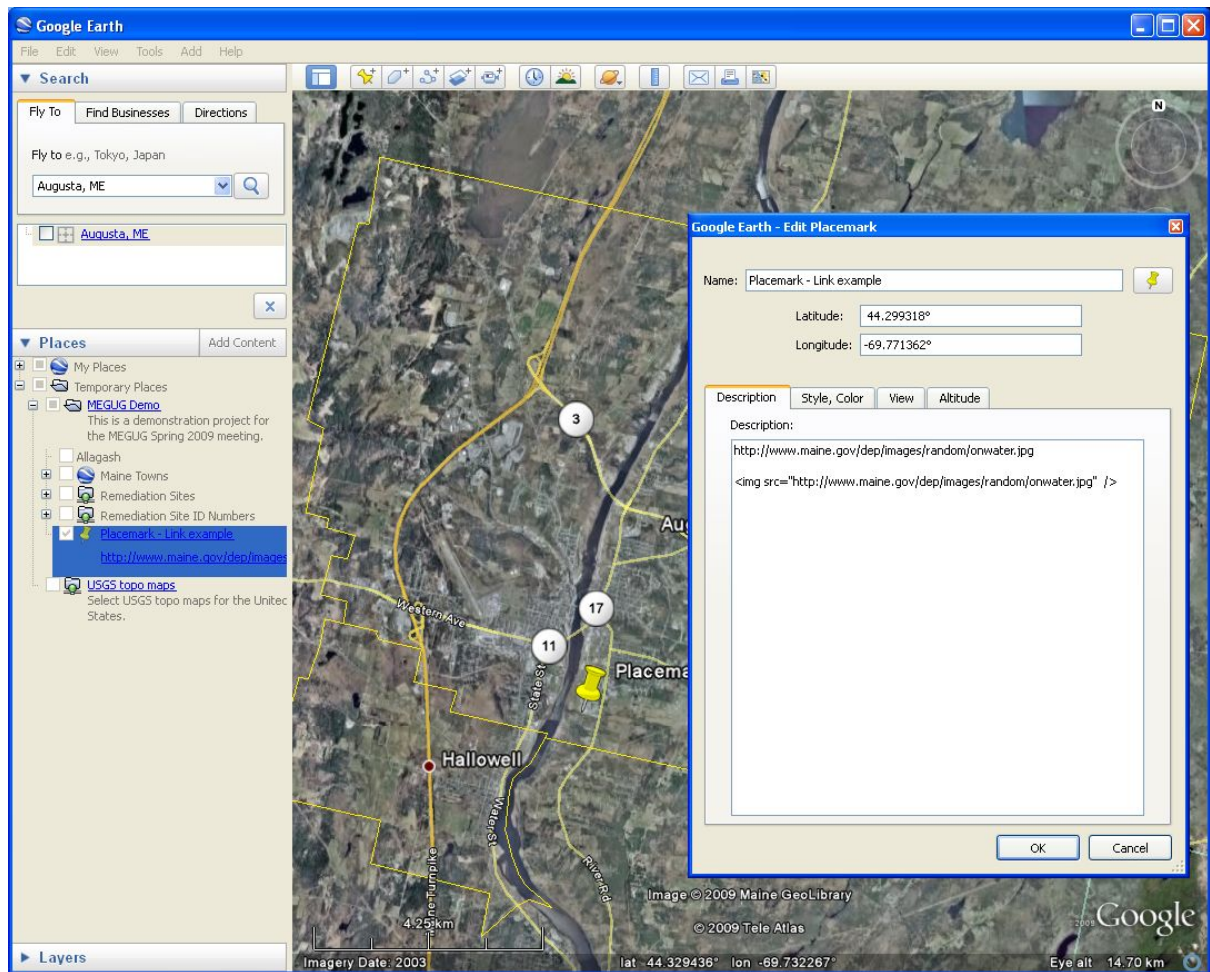 Google Earth
File Edit View Tools Add Help
Search
Fly To Find Businesses Directions
Fly to e.g., Tokyo, Japan
Augusta, ME
Augusta, ME
Places Add Content
My Places
Temporary Places
MEGUG Demo
This is a demonstration project for
the MEGUG Spring 2009 meeting.
Allagash
Maine Towns
Remediation Sites
Remediation Site ID Numbers
Placemark - Link example
http://www.maine.gov/dep/images
USGS topo maps
Select USGS topo maps for the United
States.
Layers
N
3
Aug
17
Western Ave
11
State St
Placema
Hallowell
Water St
River Rd
Maine Turnpike
4.25 km
Image © 2009 Maine GeoLibrary
© 2009 Tele Atlas
©2009 Google
Imagery Date: 2003 lat 44.329436° lon -69.732267° Eye alt 14.70 km
Google Earth - Edit Placemark
Name: Placemark - Link example
Latitude: 44.299318°
Longitude: -69.771362°
Description Style, Color View Altitude
Description:
http://www.maine.gov/dep/images/random/onwater.jpg
<img src="http://www.maine.gov/dep/images/random/onwater.jpg" />
OK Cancel